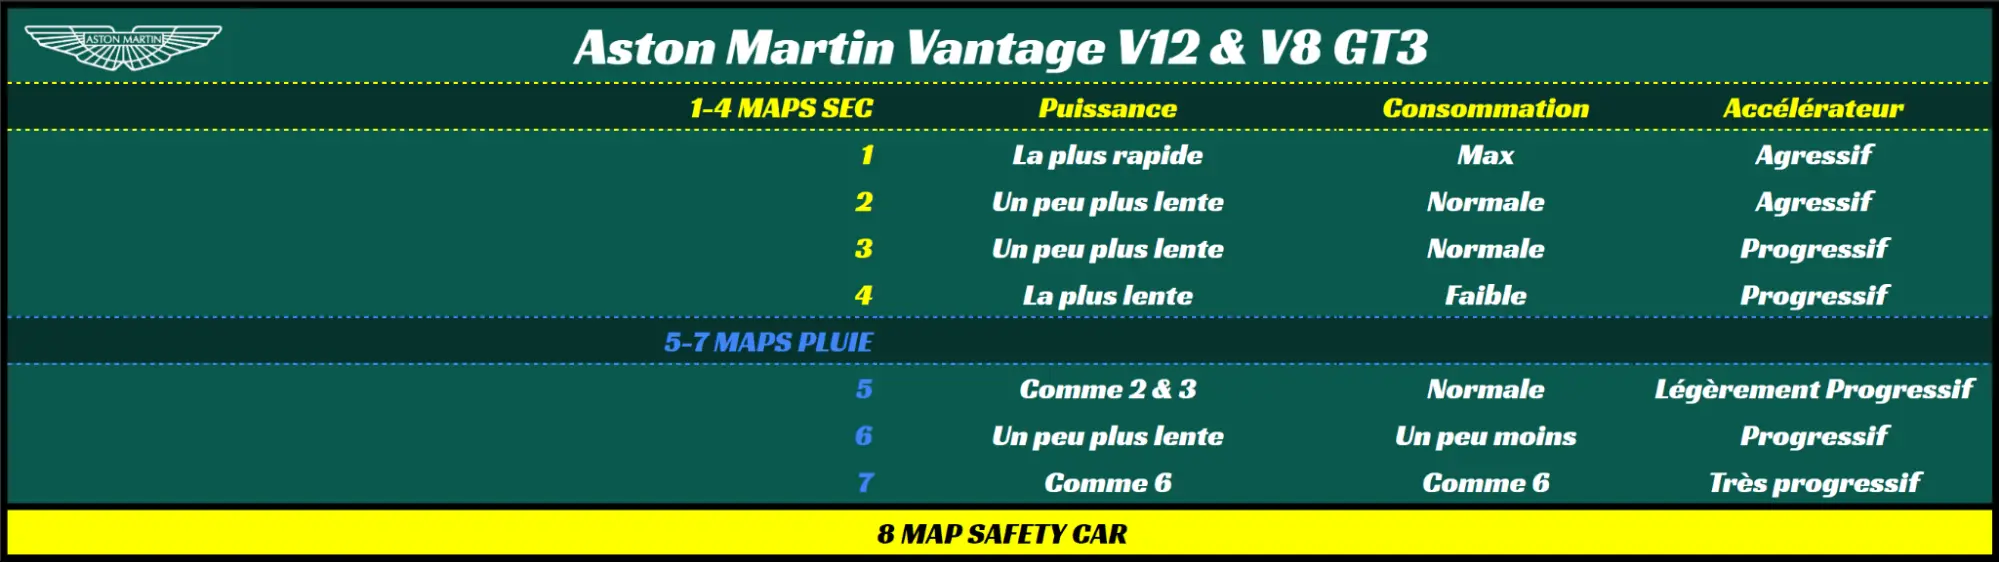 ASTON MARTIN
Aston Martin Vantage V12 & V8 GT3
1-4 MAPS SEC Puissance Consommation Accélérateur
1 La plus rapide Max Agressif
2 Un peu plus lente Normale Agressif
3 Un peu plus lente Normale Progressif
4 La plus lente Faible Progressif
5-7 MAPS PLUIE
5 Comme 2 & 3 Normale Légèrement Progressif
6 Un peu plus lente Un peu moins Progressif
7 Comme 6 Comme 6 Très progressif
8 MAP SAFETY CAR